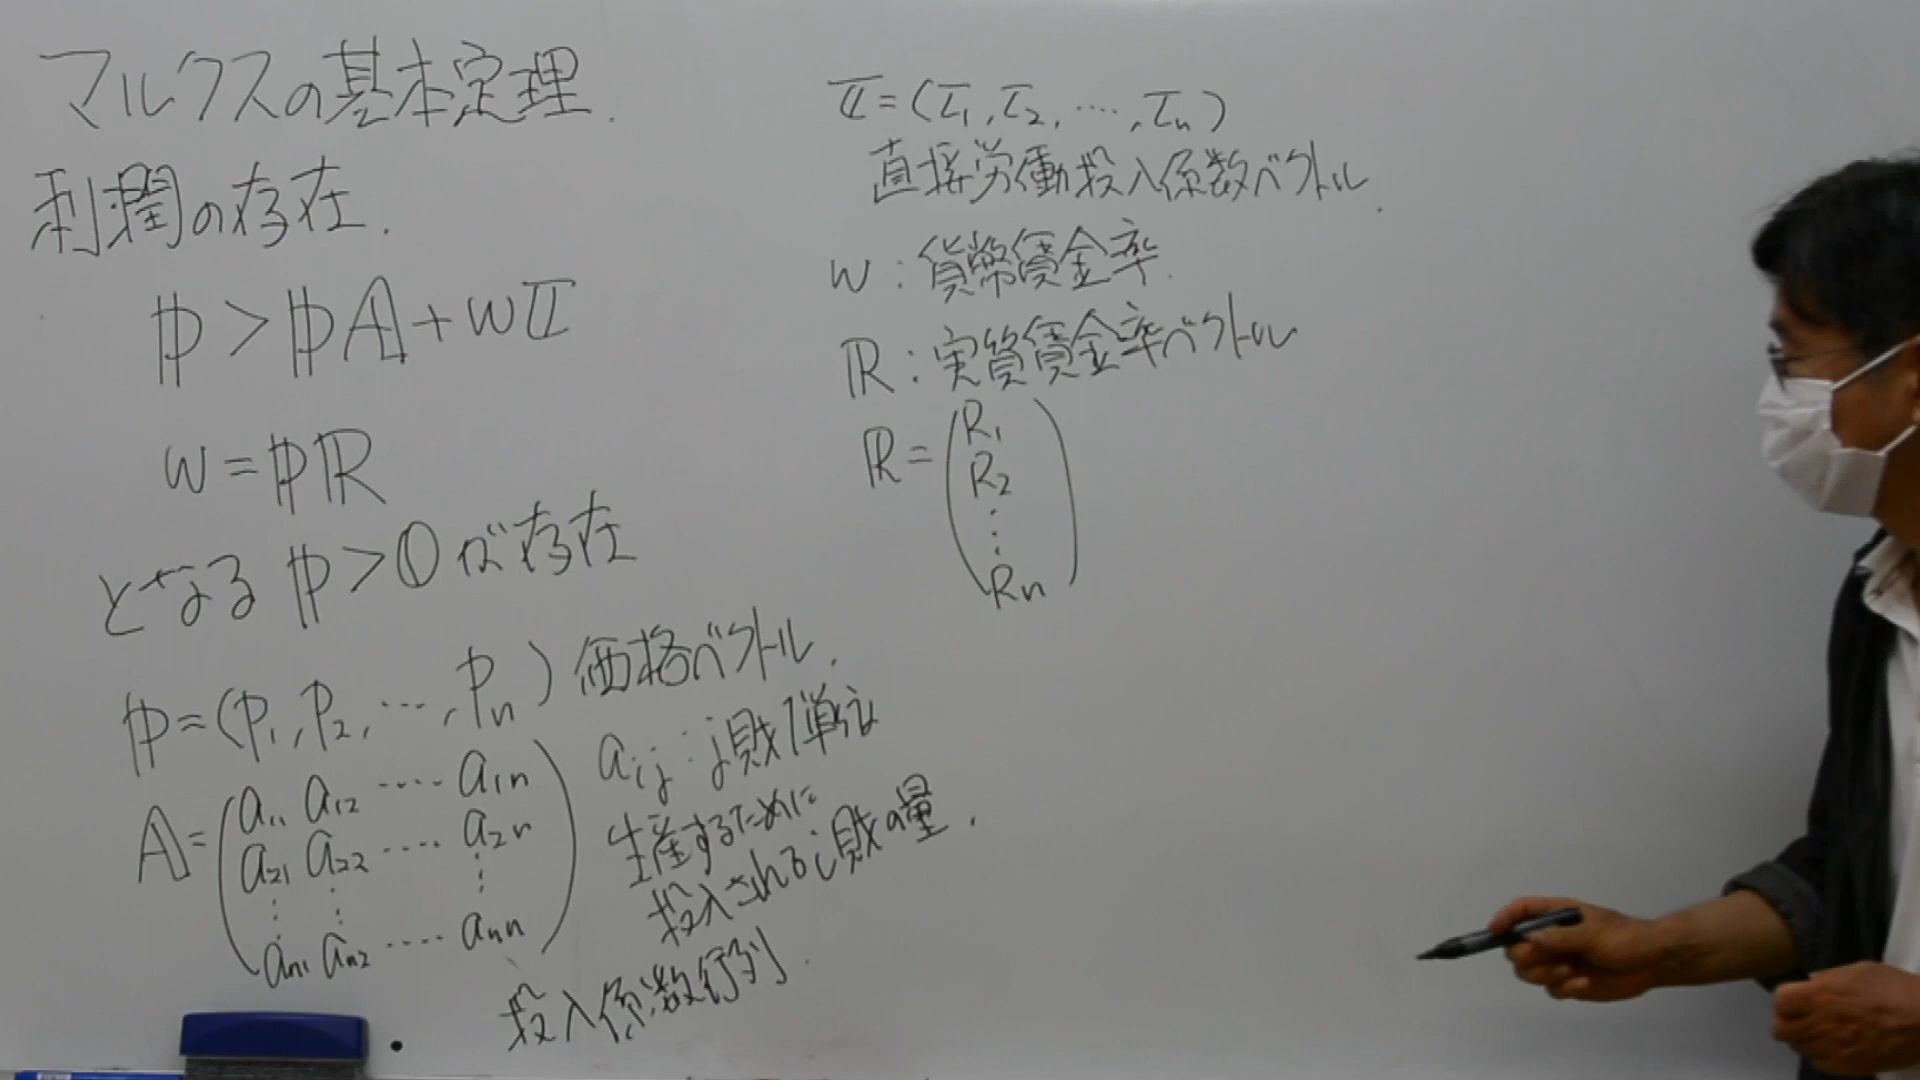 マルクスの基本定理.
利潤の存在.
ℙ > ℙ𝔸 + wτ
w = ℙℝ
となる ℙ > 𝟘 が存在
ℙ = (P1, P2, ⋯, Pn) 価格ベクトル.
𝔸 = (a11 a12 ⋯⋯ a1n
a21 a22 ⋯⋯ a2n
⋮ ⋮ ⋮
an1 an2 ⋯⋯ ann)
aij : j財1単位
生産するために
投入されるi財の量.
投入係数行列.
τ = (τ1, τ2, ⋯, τn)
直接労働投入係数ベクトル.
w : 貨幣賃金率.
ℝ : 実質賃金率ベクトル
ℝ = (R1
R2
⋮
Rn)